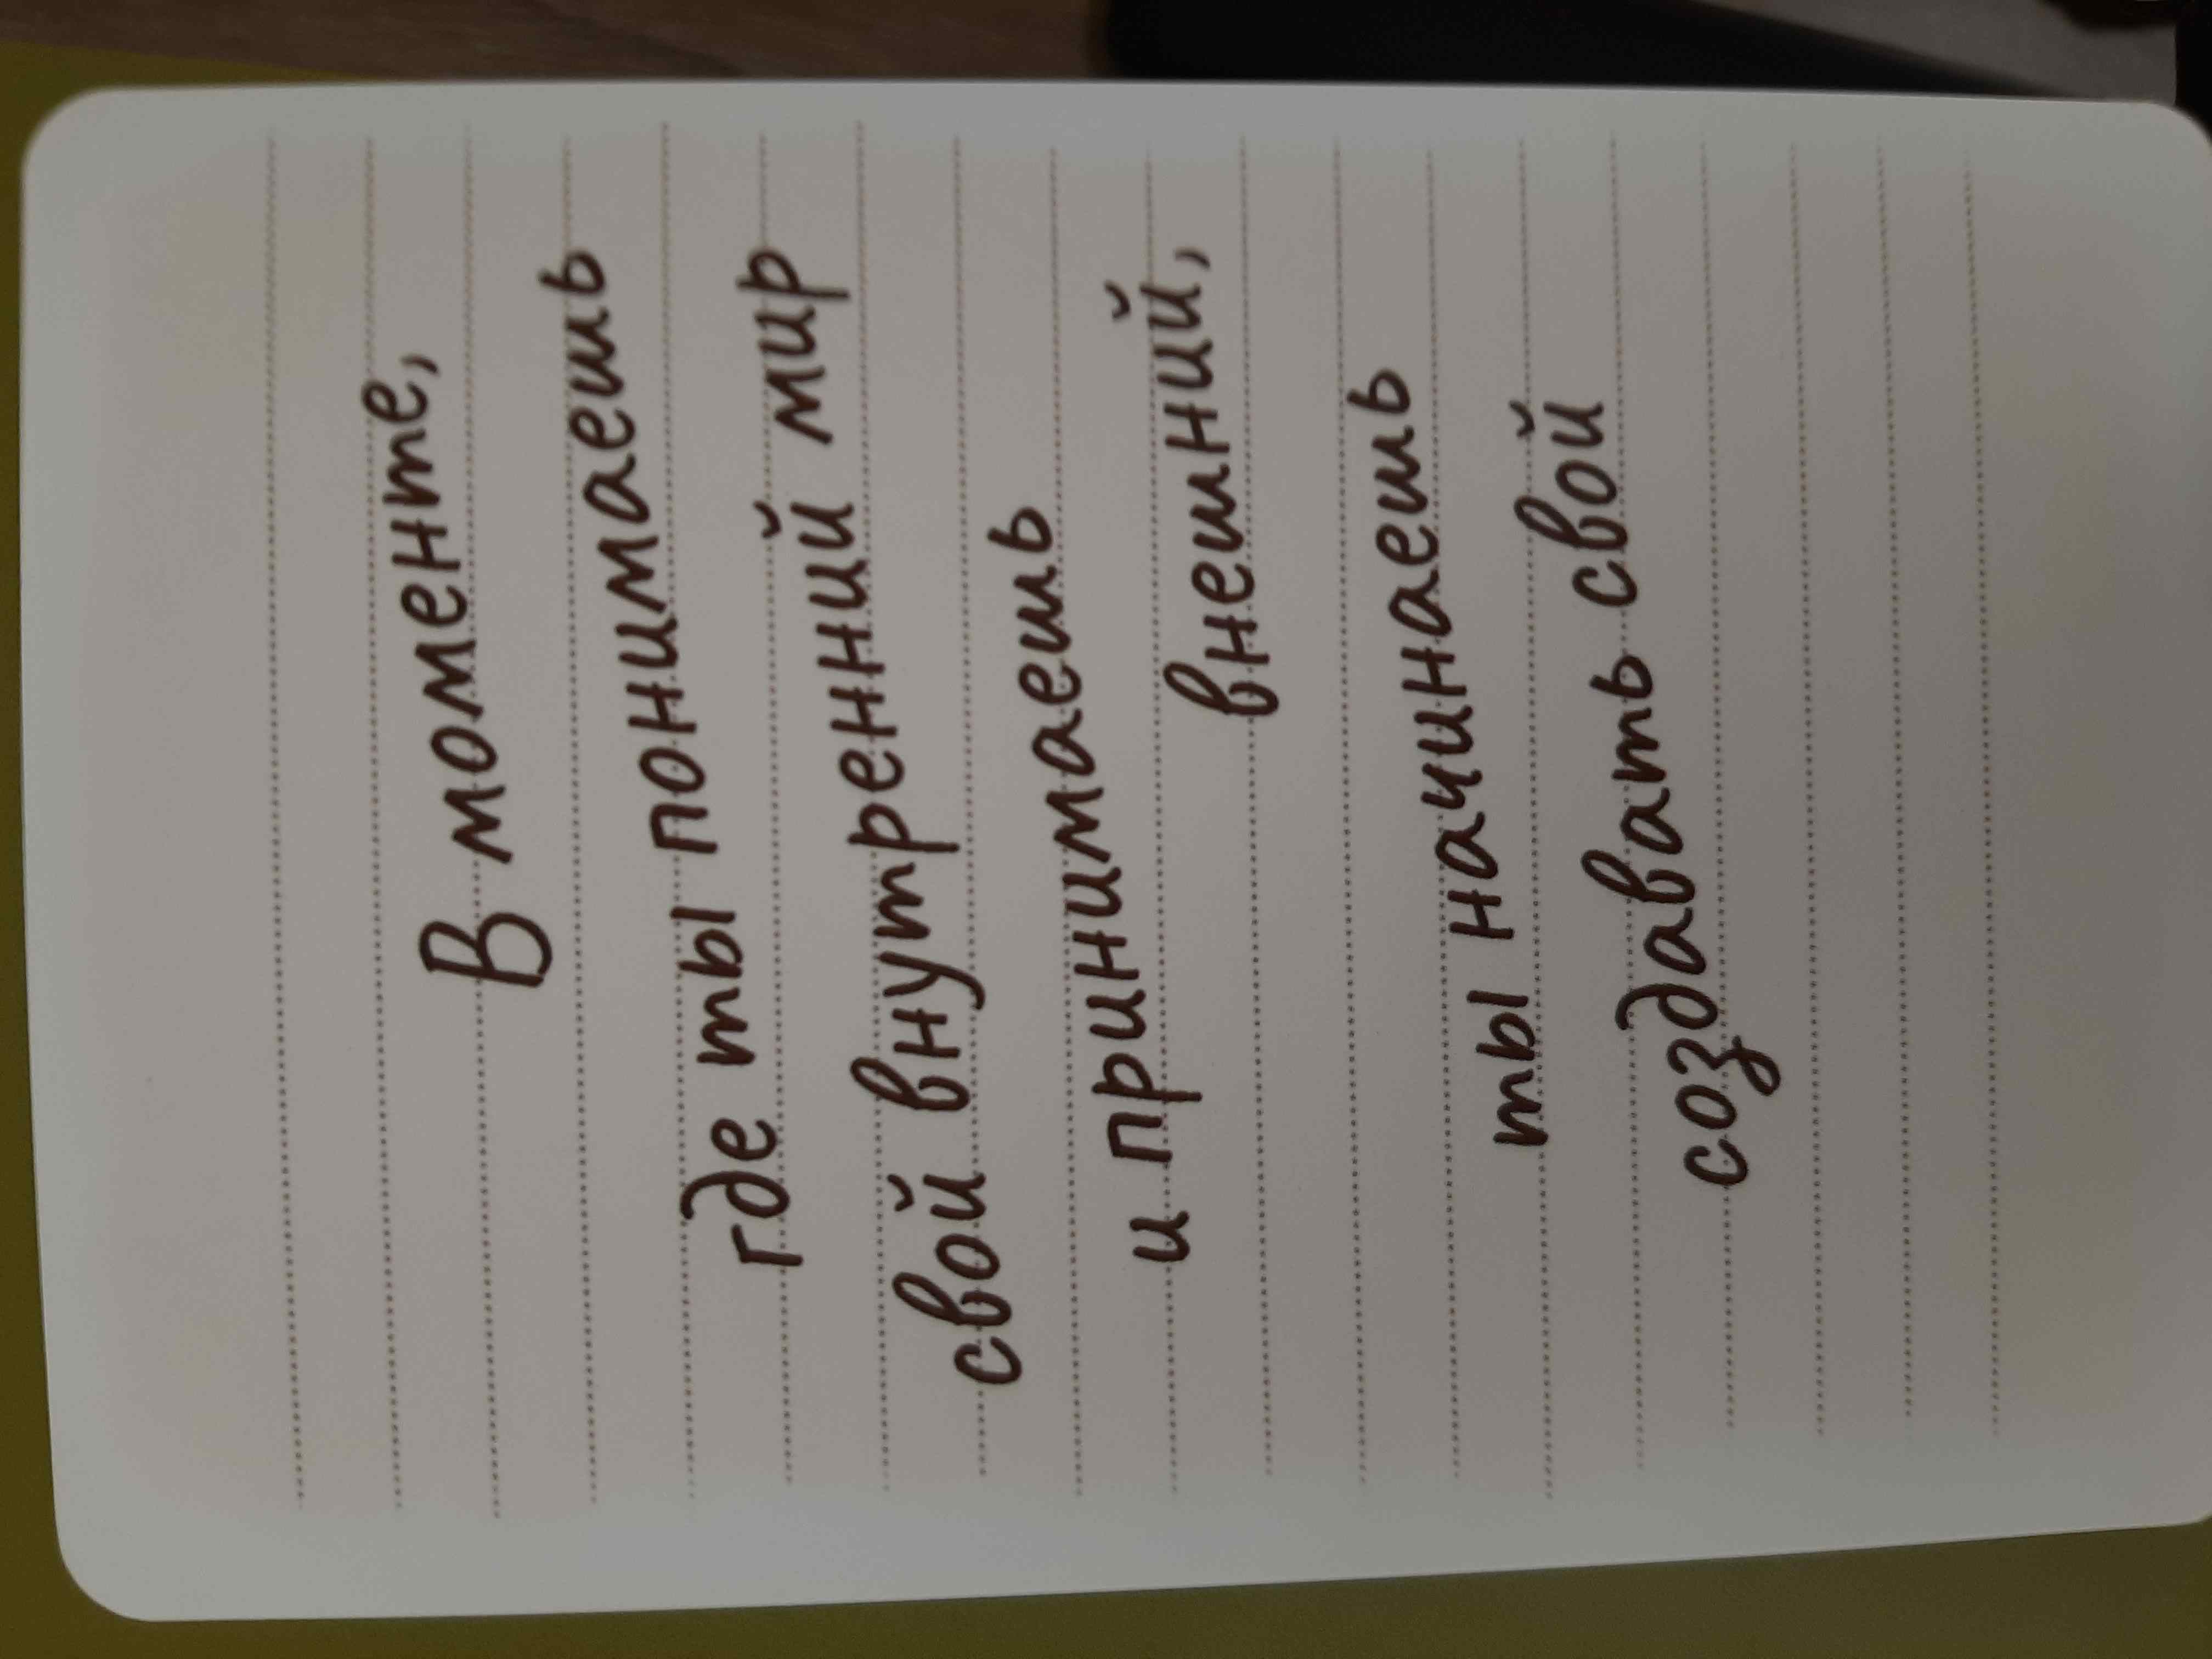 В моменте,
где ты понимаешь
свой внутренний мир
и принимаешь
внешний,
ты начинаешь
создавать свой